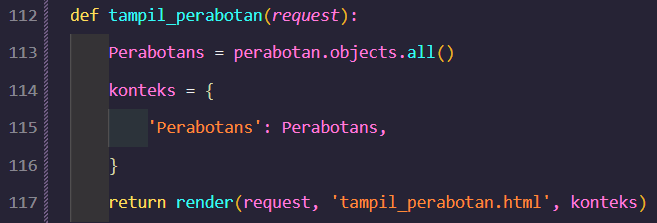 112 def tampil_perabotan(request):
113     Perabotans = perabotan.objects.all()
114     konteks = {
115         'Perabotans': Perabotans,
116     }
117     return render(request, 'tampil_perabotan.html', konteks)